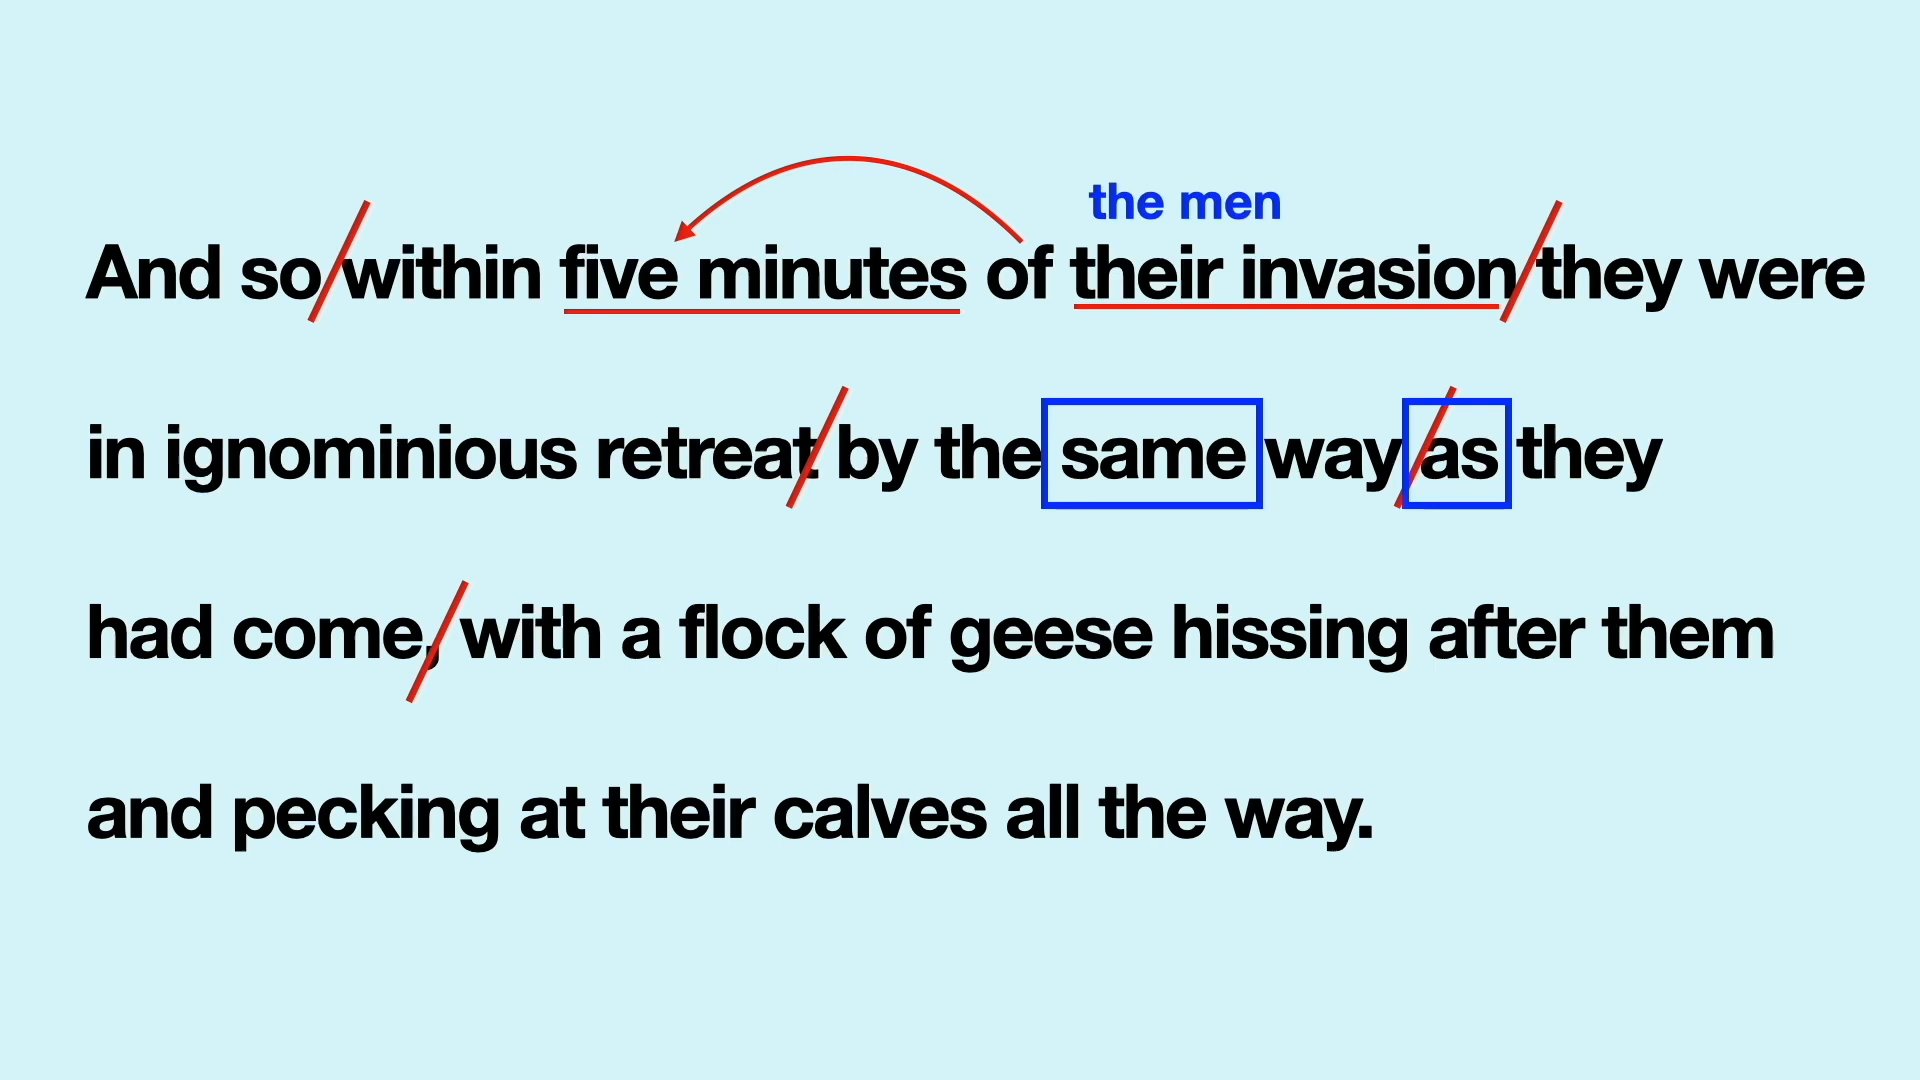 the men
And so within five minutes of their invasion they were
in ignominious retreat by the same way as they
had come, with a flock of geese hissing after them
and pecking at their calves all the way.